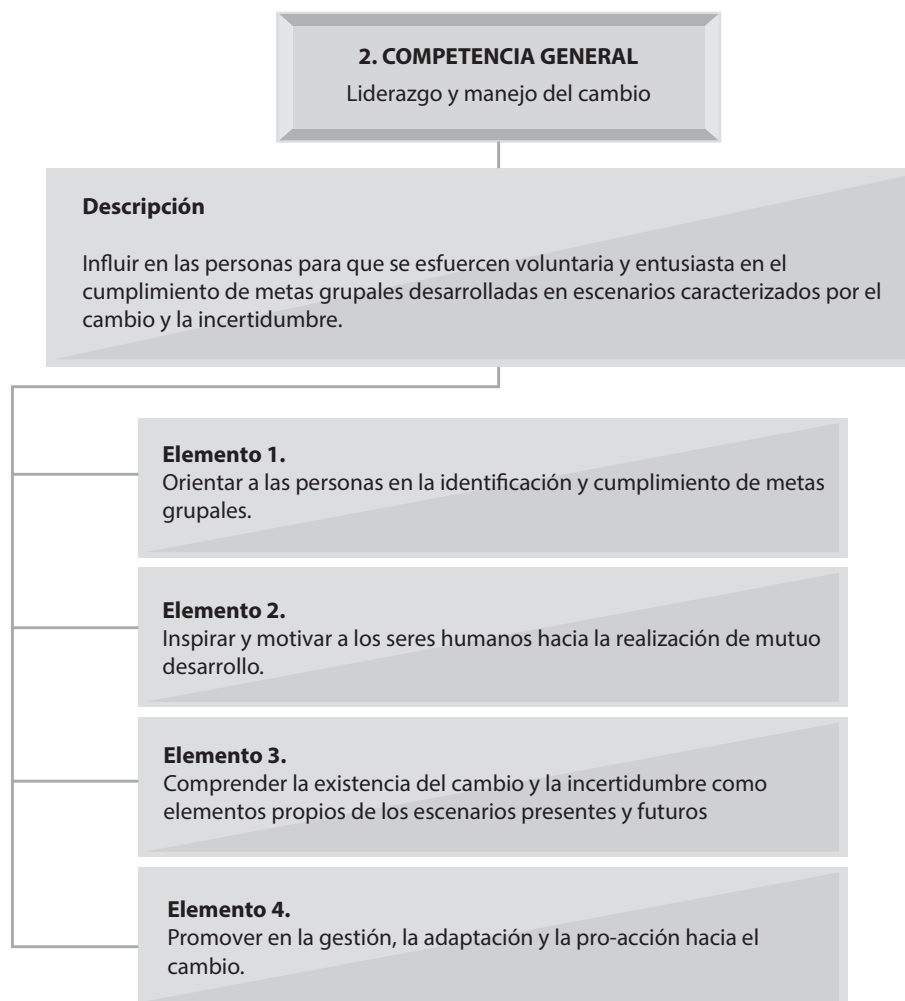 2. COMPETENCIA GENERAL
Liderazgo y manejo del cambio
Descripción
Influir en las personas para que se esfuercen voluntaria y entusiasta en el
cumplimiento de metas grupales desarrolladas en escenarios caracterizados por el
cambio y la incertidumbre.
Elemento 1.
Orientar a las personas en la identificación y cumplimiento de metas
grupales.
Elemento 2.
Inspirar y motivar a los seres humanos hacia la realización de mutuo
desarrollo.
Elemento 3.
Comprender la existencia del cambio y la incertidumbre como
elementos propios de los escenarios presentes y futuros
Elemento 4.
Promover en la gestión, la adaptación y la pro-acción hacia el
cambio.